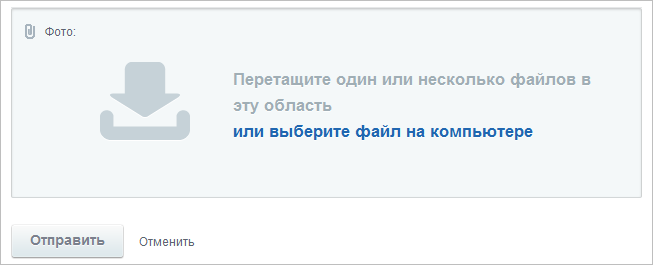 Фото:
Перетащите один или несколько файлов в
эту область
или выберите файл на компьютере
Отправить Отменить